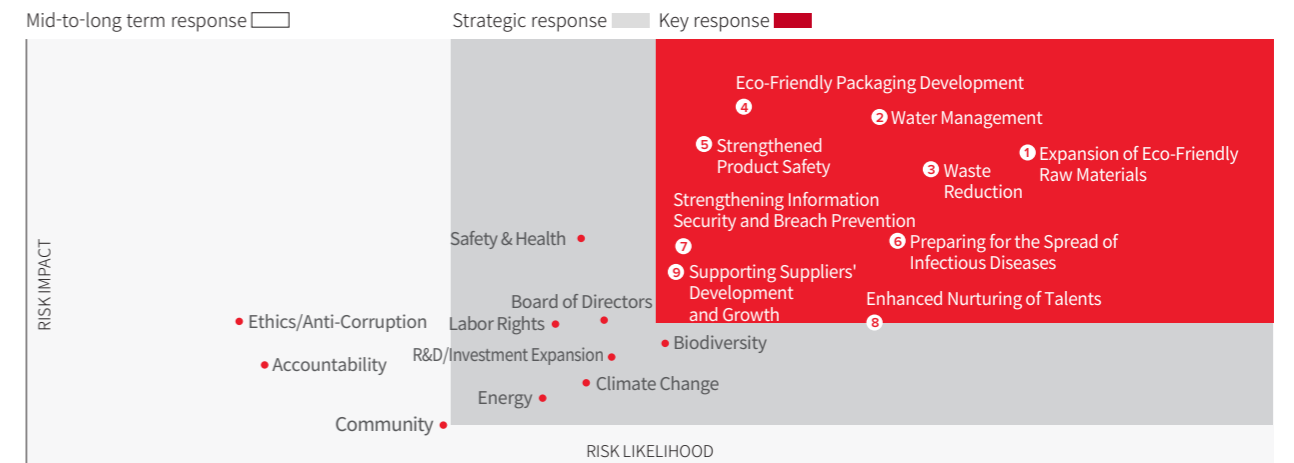 Mid-to-long term response
Strategic response
Key response
RISK IMPACT
Eco-Friendly Packaging Development
4
2 Water Management
5 Strengthened
Product Safety
1 Expansion of Eco-Friendly
Raw Materials
3 Waste
Reduction
Strengthening Information
Security and Breach Prevention
7
Safety & Health
6 Preparing for the Spread of
Infectious Diseases
9 Supporting Suppliers'
Development
and Growth
Enhanced Nurturing of Talents
8
Board of Directors
Ethics/Anti-Corruption
Labor Rights
Biodiversity
R&D/Investment Expansion
Accountability
Climate Change
Energy
Community
RISK LIKELIHOOD